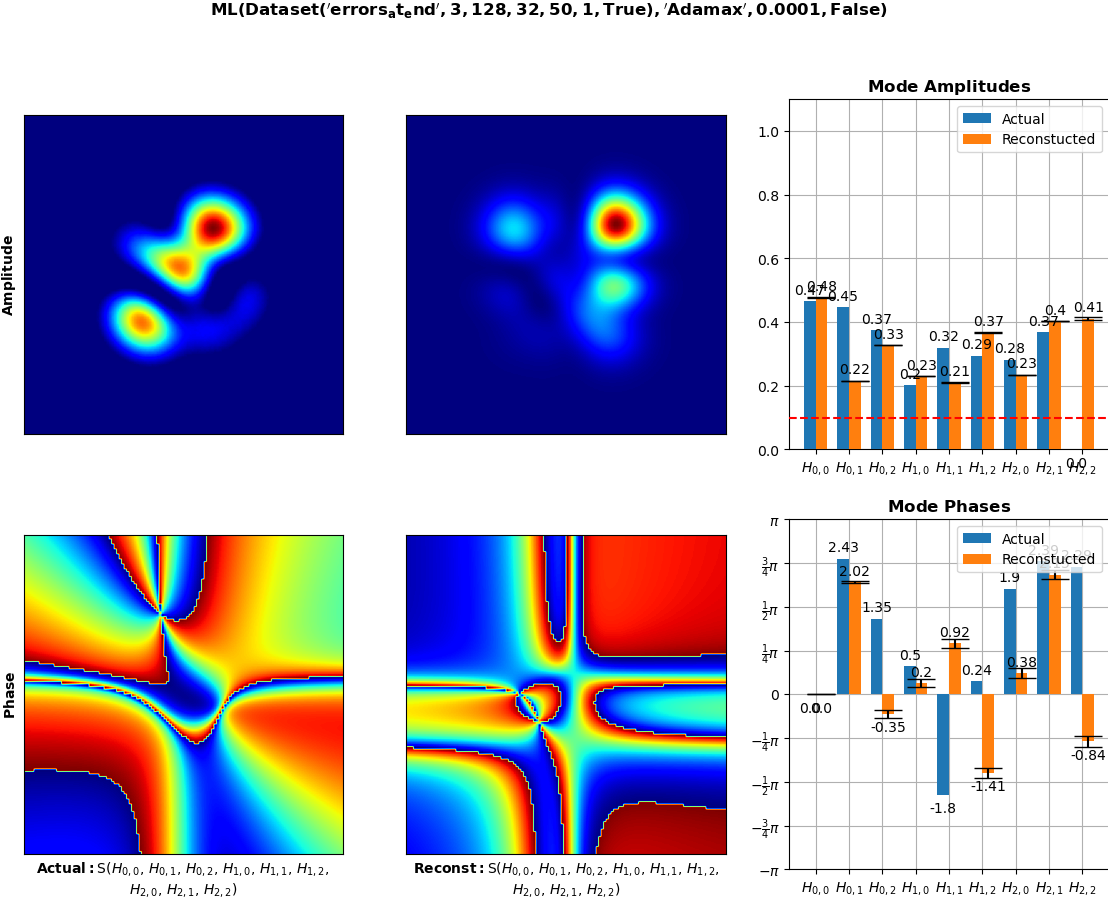 ML(Dataset('errors_at_end', 3, 128, 32, 50, 1, True), 'Adamax', 0.0001, False)
Amplitude
Mode Amplitudes
Actual
Reconstucted
1.0
0.8
0.6
0.4
0.2
0.0
0.47 0.48 0.45 0.22 0.37 0.33 0.2 0.23 0.32 0.21 0.29 0.37 0.28 0.23 0.37 0.4 0.0 0.41
H0,0 H0,1 H0,2 H1,0 H1,1 H1,2 H2,0 H2,1 H2,2
Phase
Mode Phases
Actual
Reconstucted
π
3/4π
1/2π
1/4π
0
−1/4π
−1/2π
−3/4π
−π
0.0 0.0 2.43 2.02 1.35 -0.35 0.5 0.2 -1.8 0.92 0.24 -1.41 1.9 0.38 2.39 -0.84
H0,0 H0,1 H0,2 H1,0 H1,1 H1,2 H2,0 H2,1 H2,2
Actual: S(H0,0, H0,1, H0,2, H1,0, H1,1, H1,2,
H2,0, H2,1, H2,2)
Reconst: S(H0,0, H0,1, H0,2, H1,0, H1,1, H1,2,
H2,0, H2,1, H2,2)